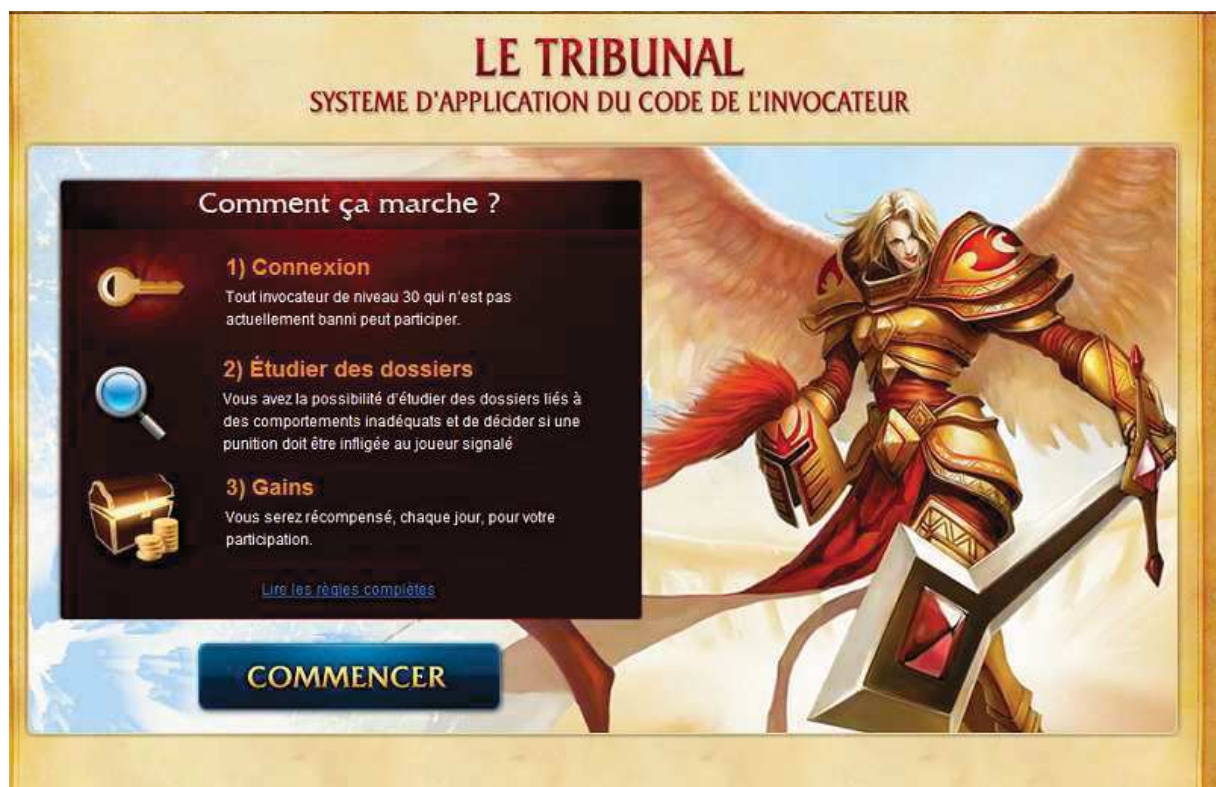 LE TRIBUNAL
SYSTEME D'APPLICATION DU CODE DE L'INVOCATEUR
Comment ça marche ?
1) Connexion
Tout invocateur de niveau 30 qui n'est pas
actuellement banni peut participer.
2) Étudier des dossiers
Vous avez la possibilité d'étudier des dossiers liés à
des comportements inadéquats et de décider si une
punition doit être infligée au joueur signalé
3) Gains
Vous serez récompensé, chaque jour, pour votre
participation.
Lire les règles complètes
COMMENCER